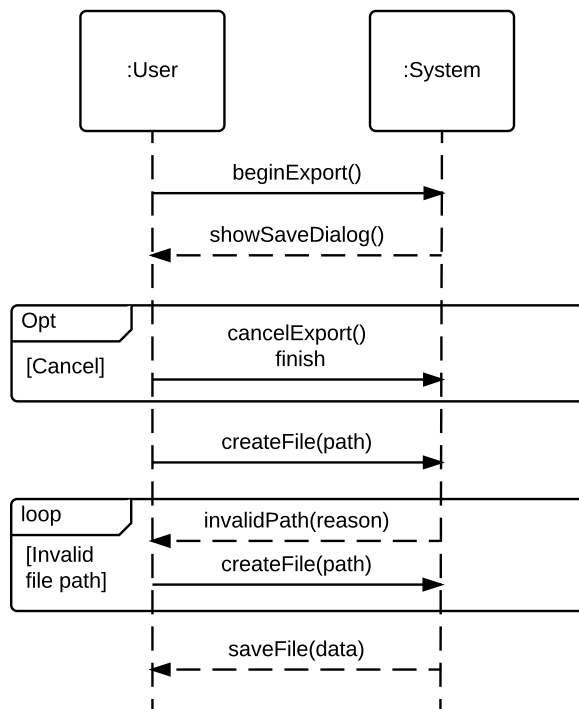 :User
:System
beginExport()
showSaveDialog()
Opt
[Cancel]
cancelExport()
finish
createFile(path)
loop
[Invalid
file path]
invalidPath(reason)
createFile(path)
saveFile(data)